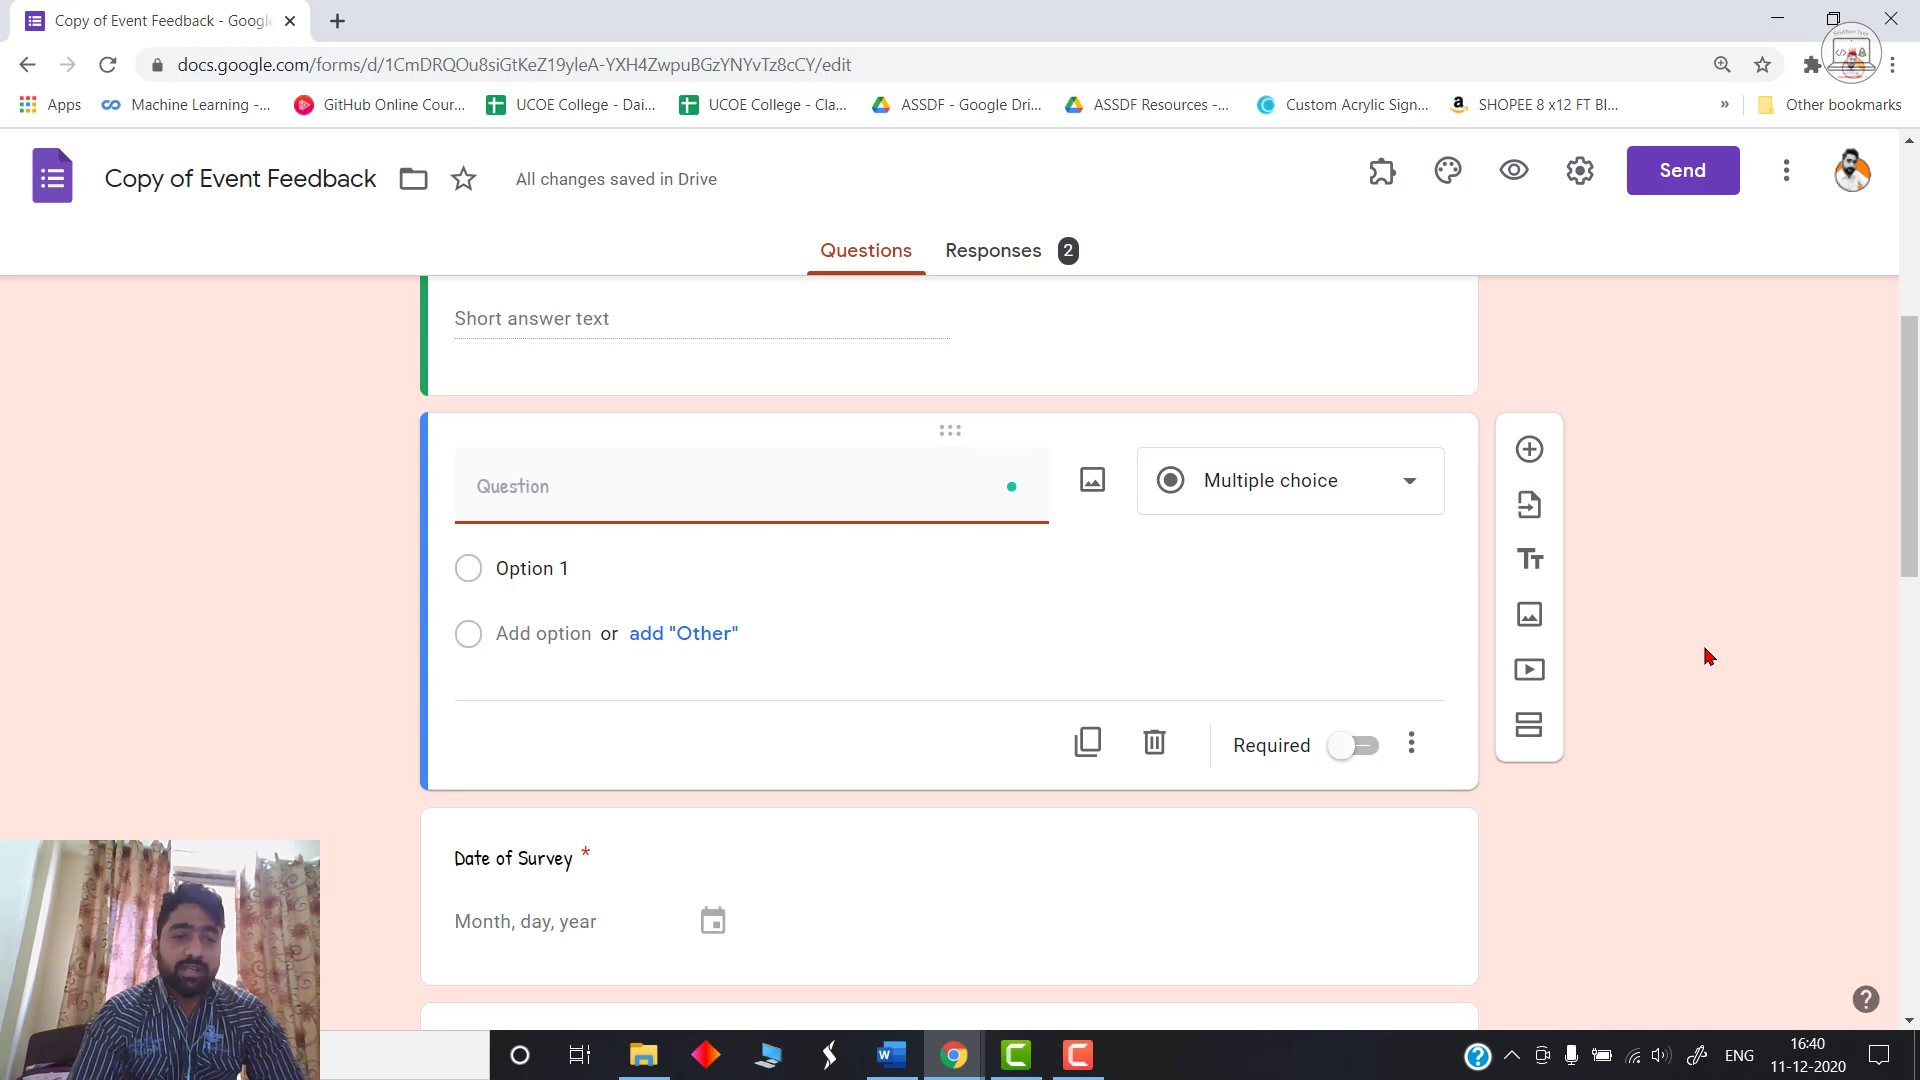 Copy of Event Feedback - Google
docs.google.com/forms/d/1CmDRQOu8siGtKeZ19yleA-YXH4ZwpuBGzYNYvTz8cCY/edit
Apps
Machine Learning -...
GitHub Online Cour...
UCOE College - Dai...
UCOE College - Cla...
ASSDF - Google Dri...
ASSDF Resources -...
Custom Acrylic Sign...
SHOPEE 8 x12 FT Bl...
»
Other bookmarks
Copy of Event Feedback
All changes saved in Drive
Send
Questions
Responses 2
Short answer text
Question
Multiple choice
Option 1
Add option or add "Other"
Required
Date of Survey *
Month, day, year
ENG
16:40
11-12-2020